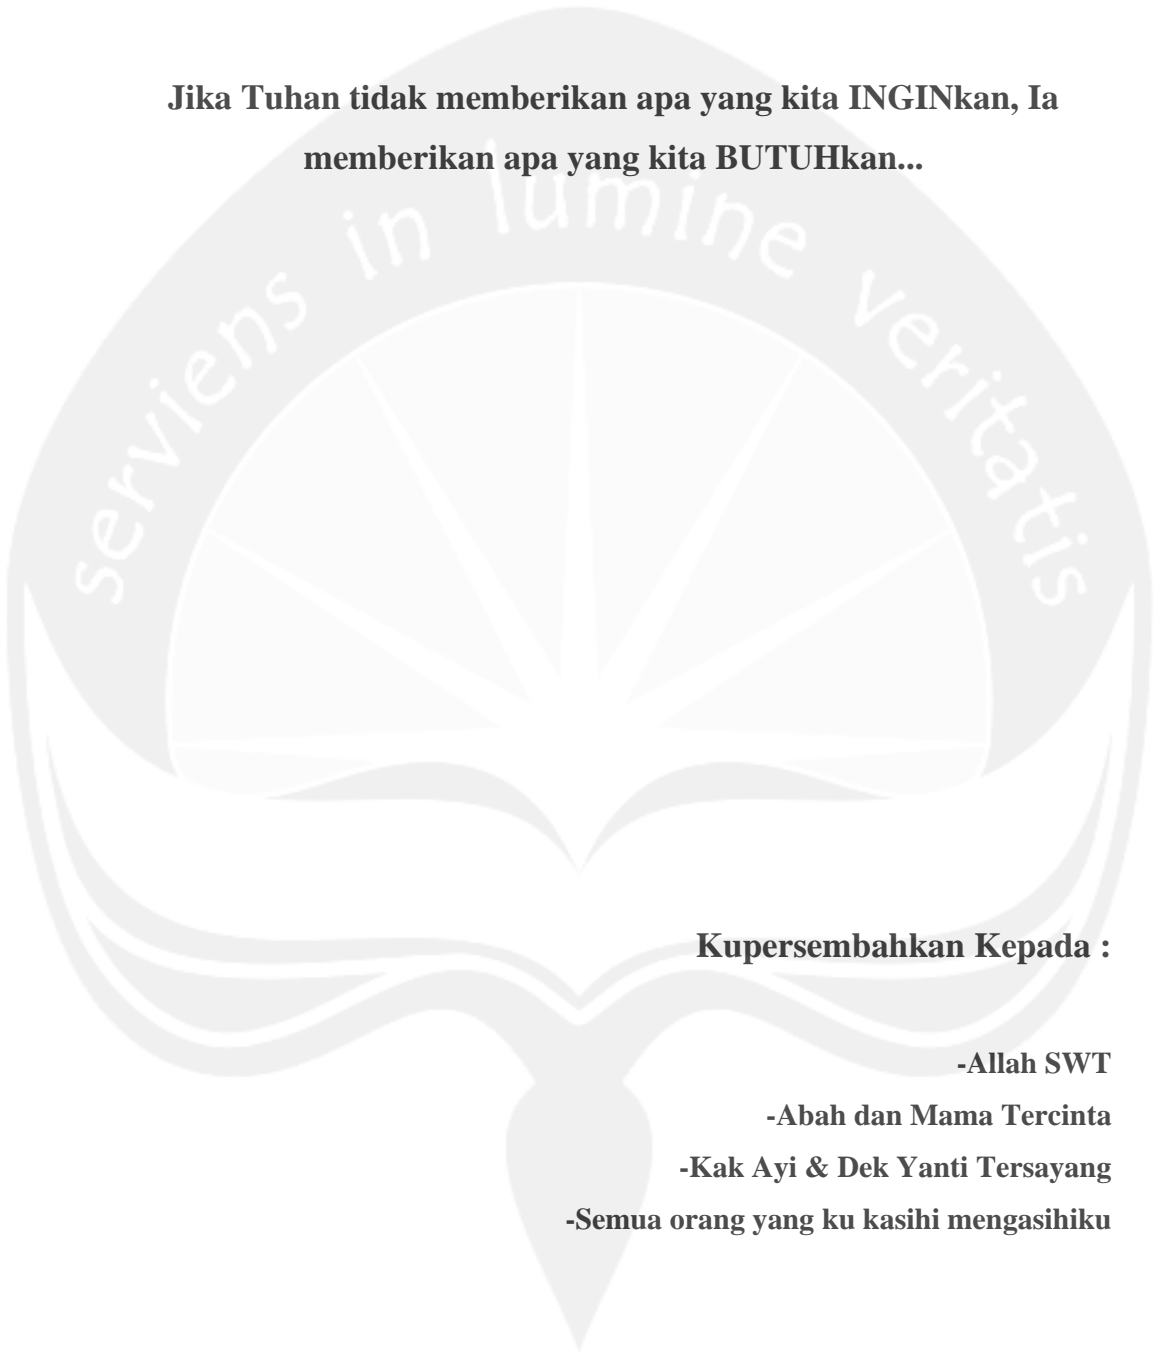 Jika Tuhan tidak memberikan apa yang kita INGINkan, Ia
memberikan apa yang kita BUTUHkan...
serviens in lumine veritatis
Kupersembahkan Kepada :
-Allah SWT
-Abah dan Mama Tercinta
-Kak Ayi & Dek Yanti Tersayang
-Semua orang yang ku kasihi mengasihiku